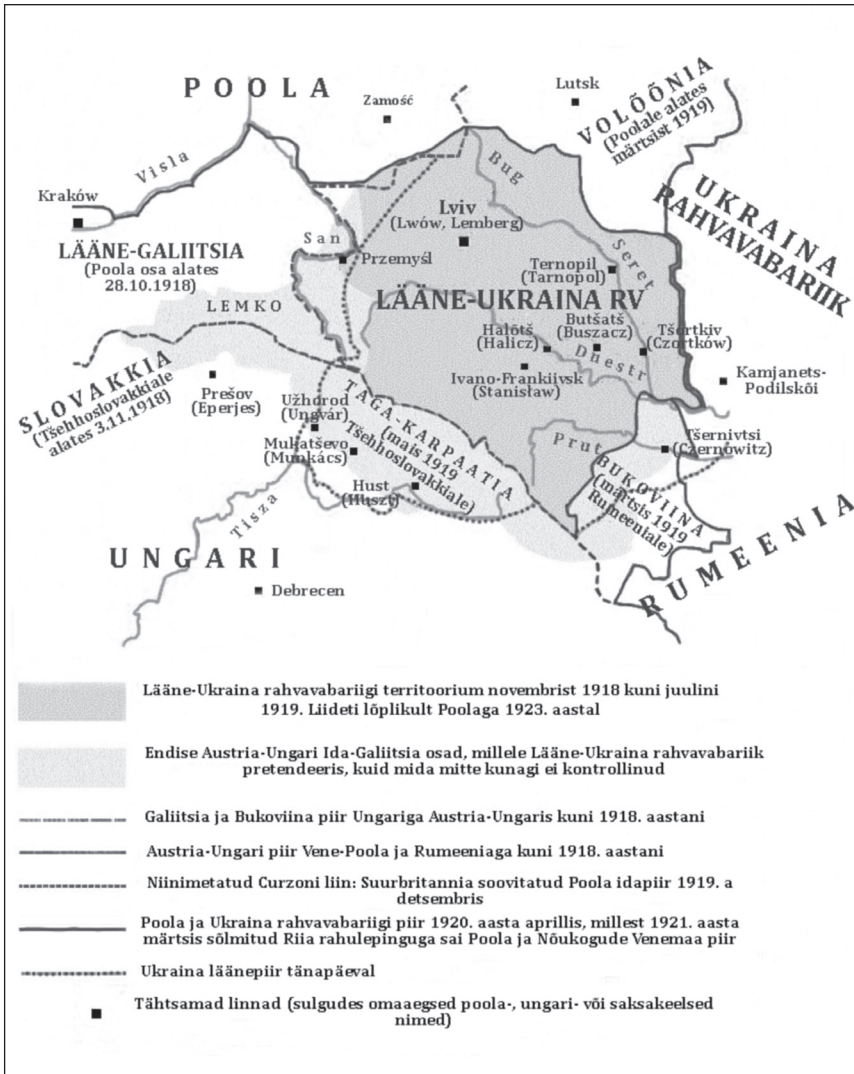 POOLA
Zamość
Lutsk
VOLÕÕNIA
(Poolale alates
märtsist 1919)
Visla
Bug
Kraków
UKRAINA
RAHVAVABARIIK
Lviv
(Lwów, Lemberg)
LÄÄNE-GALIITSIA
(Poola osa alates
28.10.1918)
San
Przemyśl
Seret
Ternopil
(Tarnopol)
LÄÄNE-UKRAINA RV
LEMKO
Butšatš
(Buszacz)
Halõtš
(Halicz)
Tšortkiv
(Czortków)
Dnestr
Ivano-Frankiivsk
(Stanisław)
Kamjanets-
Podilskõi
SLOVAKKIA
(Tšehhoslovakkiale
alates 3.11.1918)
Prešov
(Eperjes)
Užhorod
(Ungvár)
TAGA-KARPAATIA
(mais 1919
Tšehhoslovakkiale)
Mukatševo
(Munkács)
Prut
Tšernivtsi
(Czernowitz)
Hust
(Huszt)
BUKOVIINA
(märtsis 1919
Rumeeniale)
Tisza
UNGARI
RUMEENIA
Debrecen
Lääne-Ukraina rahvavabariigi territoorium novembrist 1918 kuni juulini
1919. Liideti lõplikult Poolaga 1923. aastal
Endise Austria-Ungari Ida-Galiitsia osad, millele Lääne-Ukraina rahvavabariik
pretendeeris, kuid mida mitte kunagi ei kontrollinud
Galiitsia ja Bukoviina piir Ungariga Austria-Ungaris kuni 1918. aastani
Austria-Ungari piir Vene-Poola ja Rumeeniaga kuni 1918. aastani
Niinimetatud Curzoni liin: Suurbritannia soovitatud Poola idapiir 1919. a
detsembris
Poola ja Ukraina rahvavabariigi piir 1920. aasta aprillis, millest 1921. aasta
märtsis sõlmitud Riia rahulepinguga sai Poola ja Nõukogude Venemaa piir
Ukraina läänepiir tänapäeval
Tähtsamad linnad (sulgudes omaaegsed poola-, ungari- või saksakeelsed
nimed)